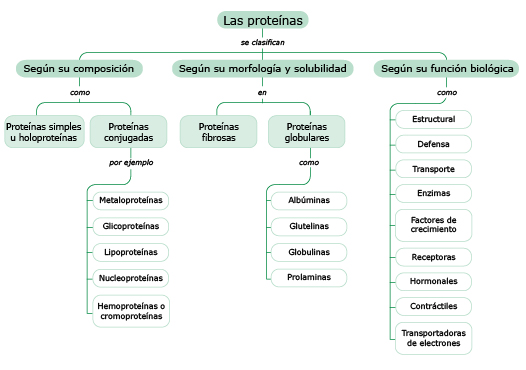 Las proteínas
se clasifican
Según su composición
Según su morfología y solubilidad
Según su función biológica
como
en
como
Proteínas simples
u holoproteínas
Proteínas
conjugadas
Proteínas
fibrosas
Proteínas
globulares
por ejemplo
como
Metaloproteínas
Glicoproteínas
Lipoproteínas
Nucleoproteínas
Hemoproteínas o
cromoproteínas
Albúminas
Glutelinas
Globulinas
Prolaminas
Estructural
Defensa
Transporte
Enzimas
Factores de
crecimiento
Receptoras
Hormonales
Contráctiles
Transportadoras
de electrones